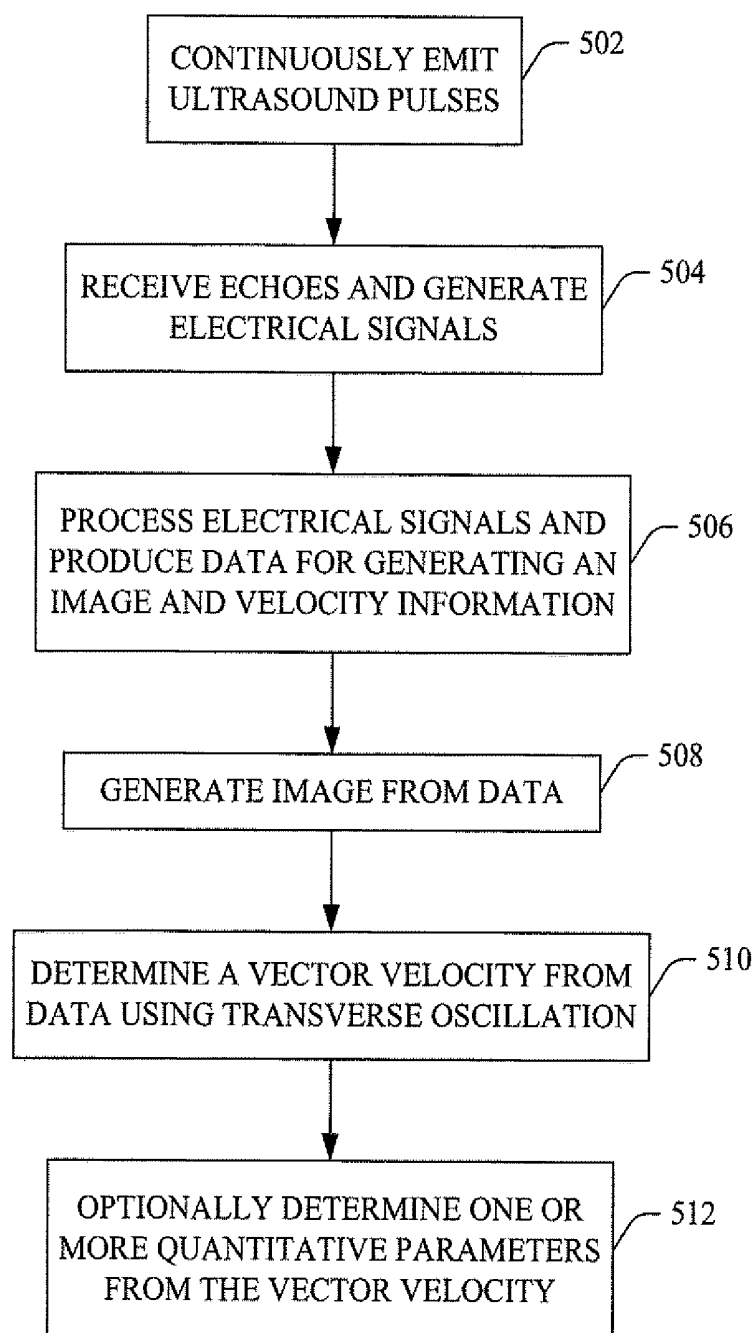 CONTINUOUSLY EMIT
ULTRASOUND PULSES
502
RECEIVE ECHOES AND GENERATE
ELECTRICAL SIGNALS
504
PROCESS ELECTRICAL SIGNALS AND
PRODUCE DATA FOR GENERATING AN
IMAGE AND VELOCITY INFORMATION
506
GENERATE IMAGE FROM DATA
508
DETERMINE A VECTOR VELOCITY FROM
DATA USING TRANSVERSE OSCILLATION
510
OPTIONALLY DETERMINE ONE OR
MORE QUANTITATIVE PARAMETERS
FROM THE VECTOR VELOCITY
512